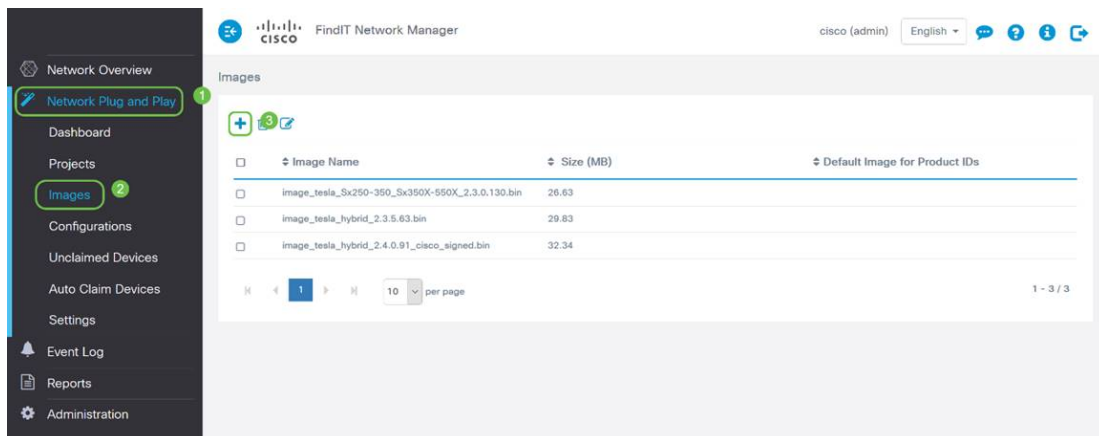 CISCO FindIT Network Manager cisco (admin) English
Network Overview
Network Plug and Play 1
Dashboard
Projects
Images 2
Configurations
Unclaimed Devices
Auto Claim Devices
Settings
Event Log
Reports
Administration
Images
3
Image Name Size (MB) Default Image for Product IDs
image_tesla_Sx250-350_Sx350X-550X_2.3.0.130.bin 26.63
image_tesla_hybrid_2.3.5.63.bin 29.83
image_tesla_hybrid_2.4.0.91_cisco_signed.bin 32.34
1 10 per page 1 - 3 / 3